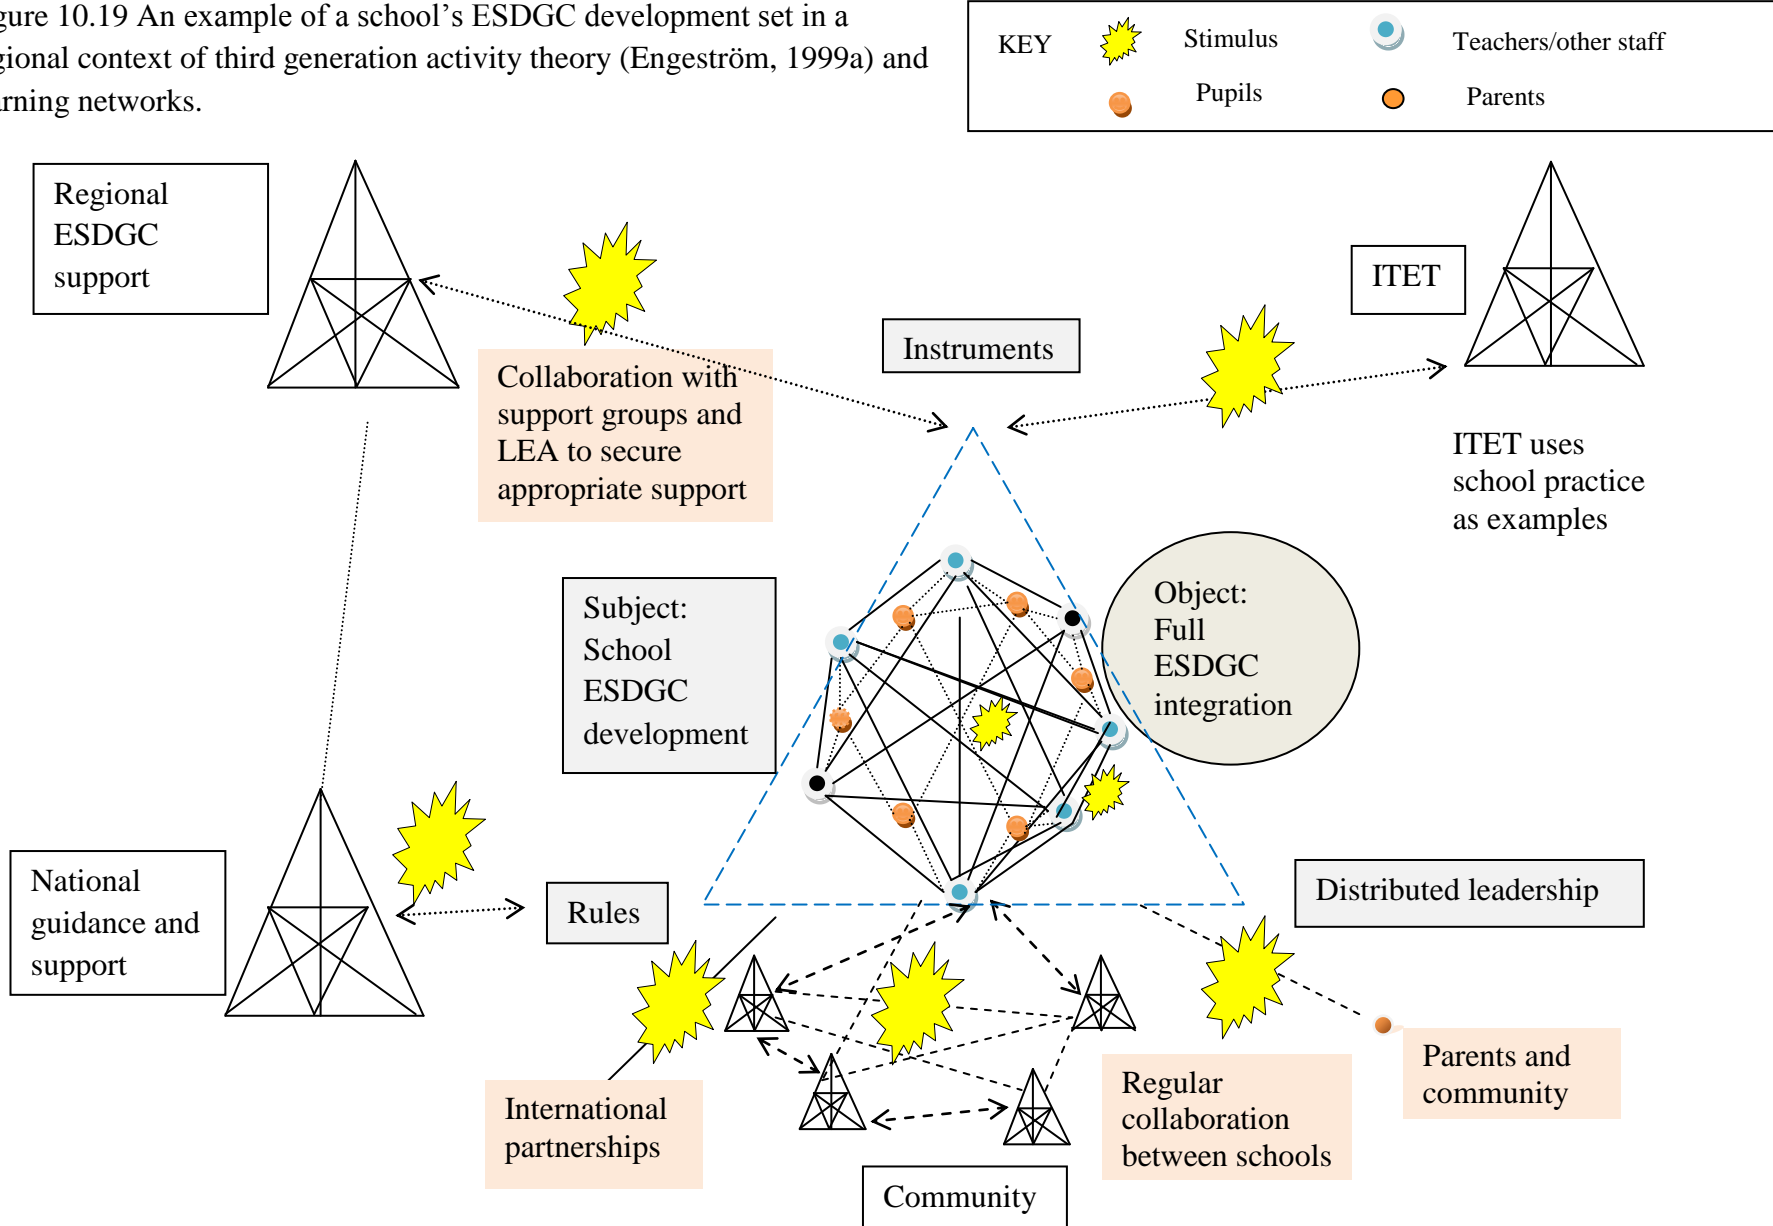 gure 10.19 An example of a school’s ESDGC development set in a
gional context of third generation activity theory (Engeström, 1999a) and
arning networks.
KEY
Stimulus
Teachers/other staff
Pupils
Parents
Regional
ESDGC
support
ITET
Instruments
Collaboration with
support groups and
LEA to secure
appropriate support
ITET uses
school practice
as examples
Subject:
School
ESDGC
development
Object:
Full
ESDGC
integration
National
guidance and
support
Rules
Distributed leadership
International
partnerships
Regular
collaboration
between schools
Parents and
community
Community